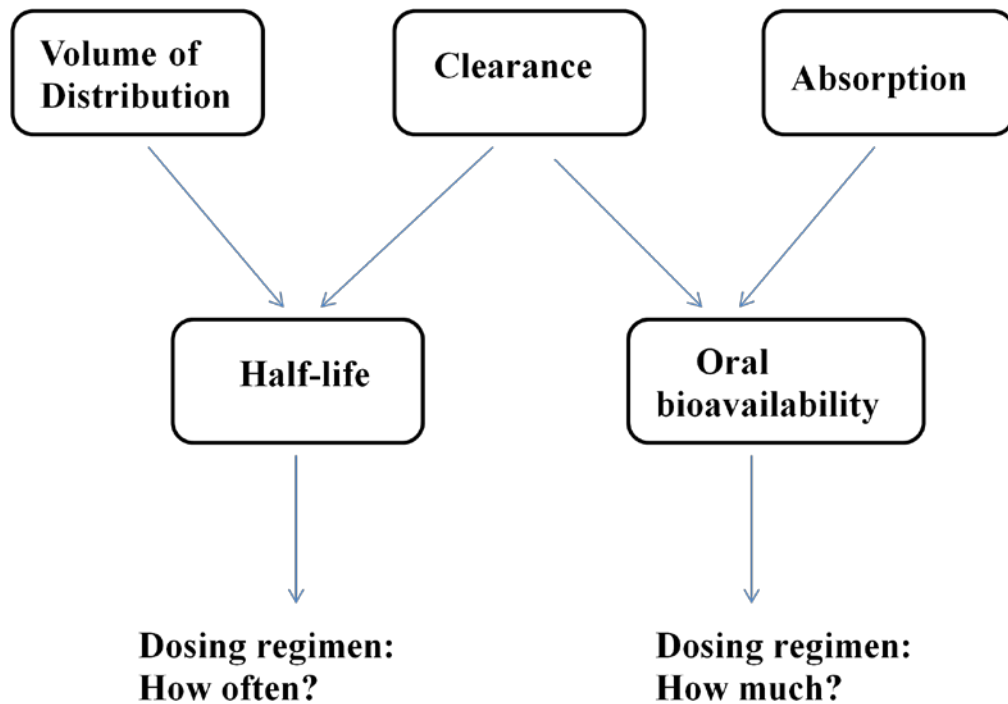 Volume of
Distribution
Clearance
Absorption
Half-life
Oral
bioavailability
Dosing regimen:
How often?
Dosing regimen:
How much?